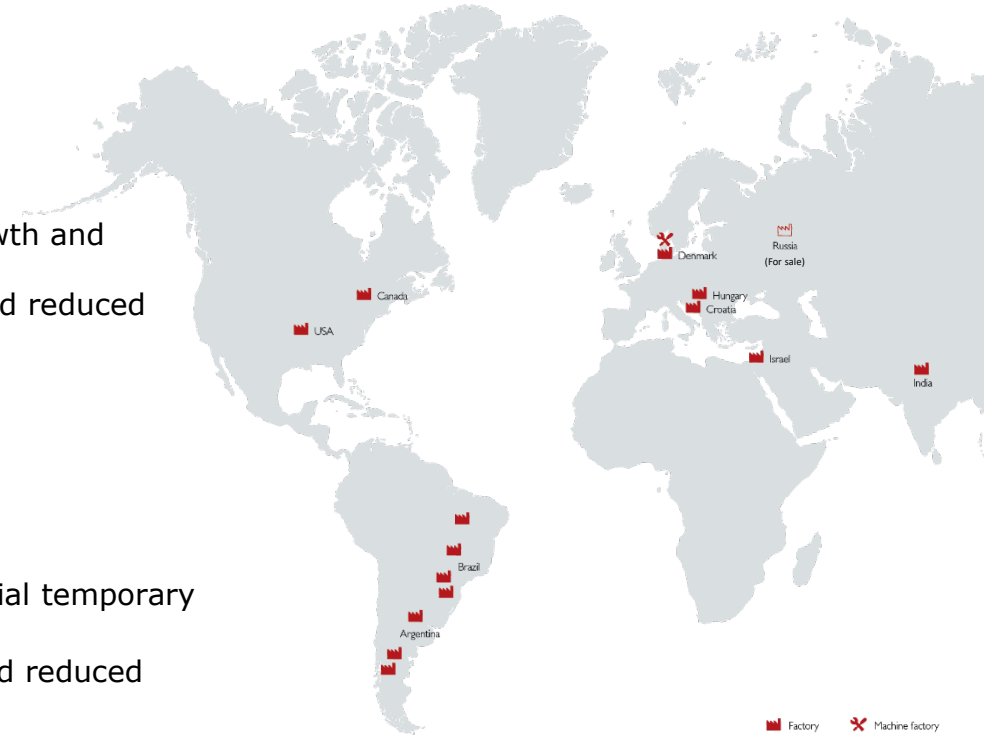 wth and
d reduced
ial temporary
d reduced
Canada
USA
Denmark
Russia
(For sale)
Hungary
Croatia
Israel
India
Brazil
Argentina
Factory
Machine factory